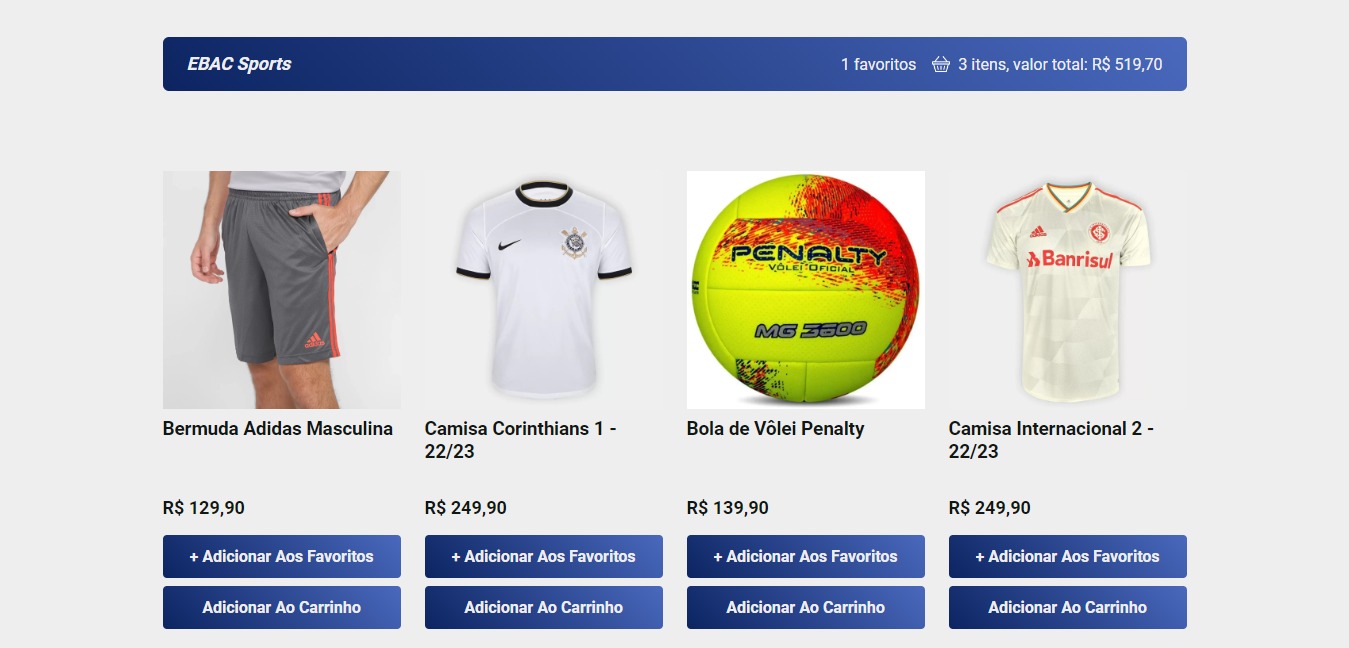 EBAC Sports
1 favoritos
3 itens, valor total: R$ 519,70
adidas
PENALTY
VÔLEI OFICIAL
MG 3600
Banrisul
Bermuda Adidas Masculina
Camisa Corinthians 1 -
22/23
Bola de Vôlei Penalty
Camisa Internacional 2 -
22/23
R$ 129,90
R$ 249,90
R$ 139,90
R$ 249,90
+ Adicionar Aos Favoritos
+ Adicionar Aos Favoritos
+ Adicionar Aos Favoritos
+ Adicionar Aos Favoritos
Adicionar Ao Carrinho
Adicionar Ao Carrinho
Adicionar Ao Carrinho
Adicionar Ao Carrinho